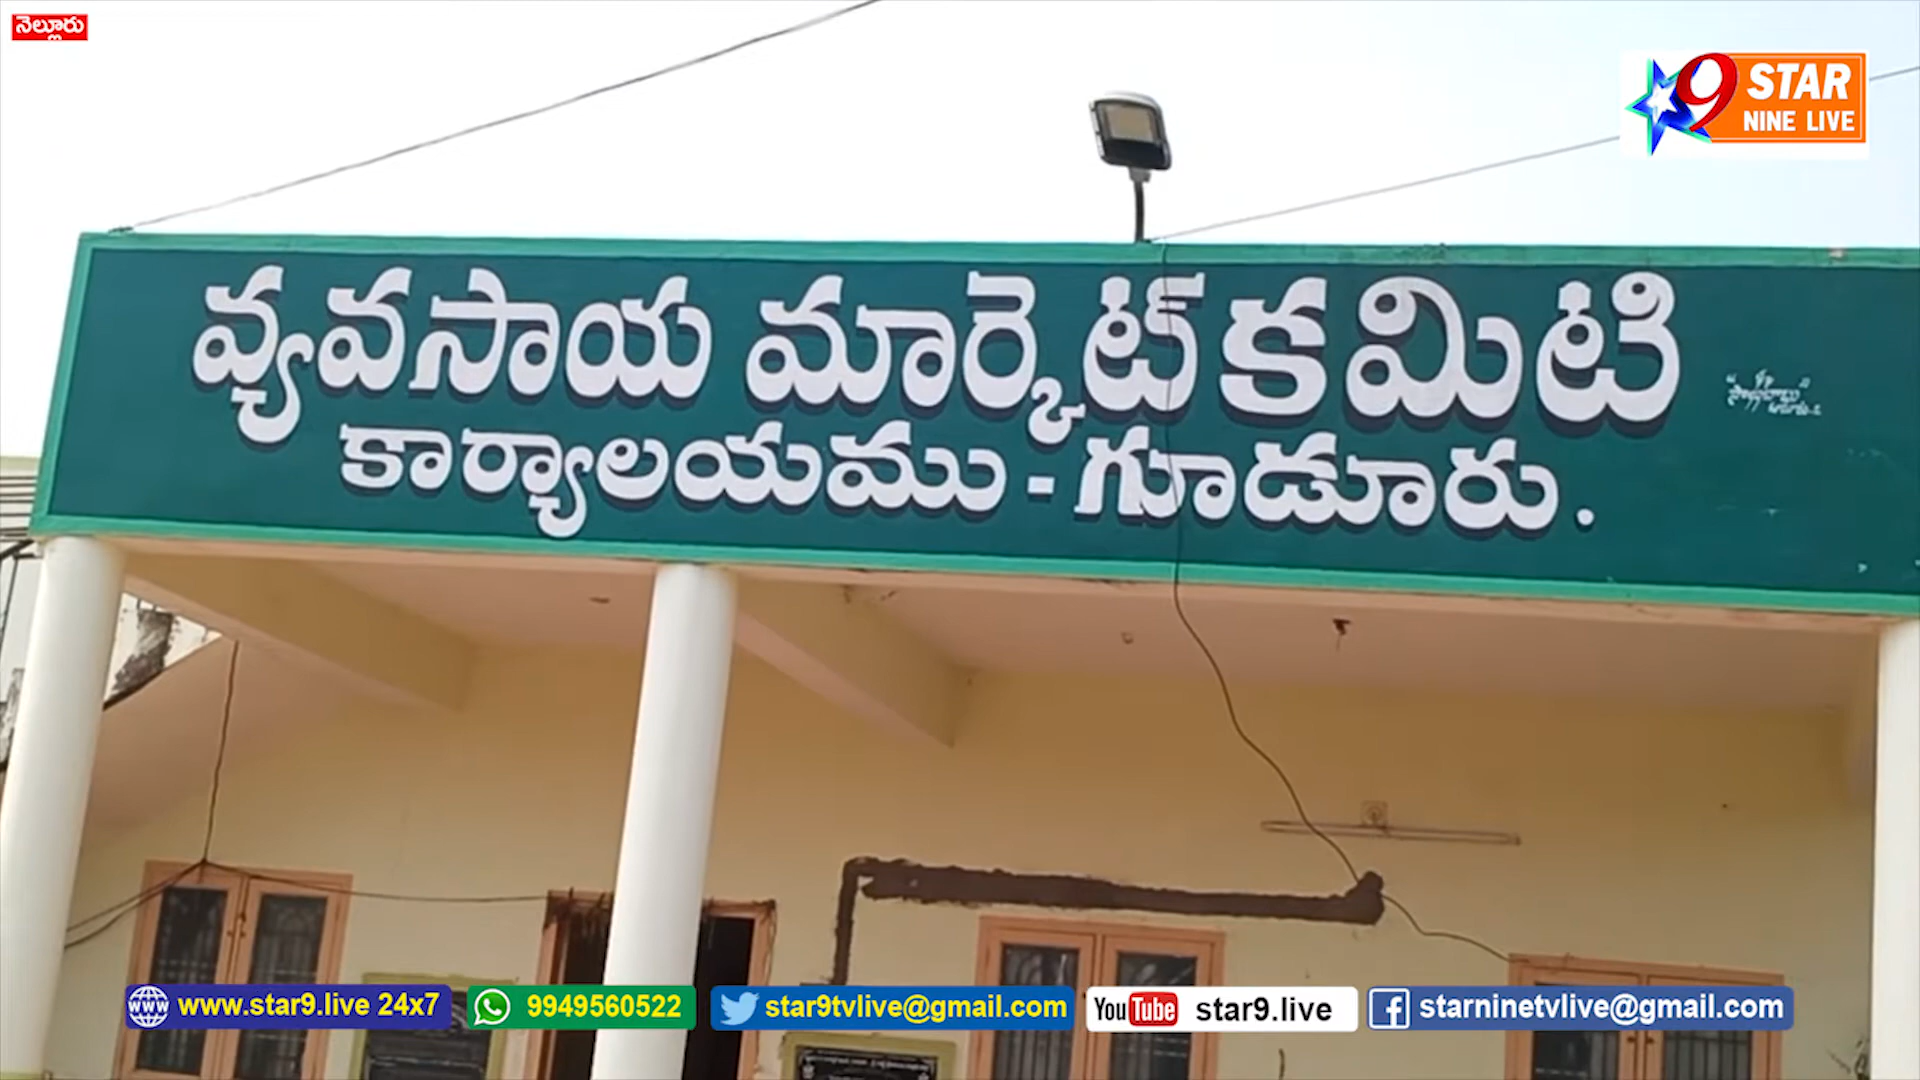 నెల్లూరు
9 STAR
NINE LIVE
వ్యవసాయ మార్కెట్ కమిటి
కార్యాలయము - గూడూరు.
www.star9.live 24x7
9949560522
star9tvlive@gmail.com
YouTube star9.live
starninetvlive@gmail.com